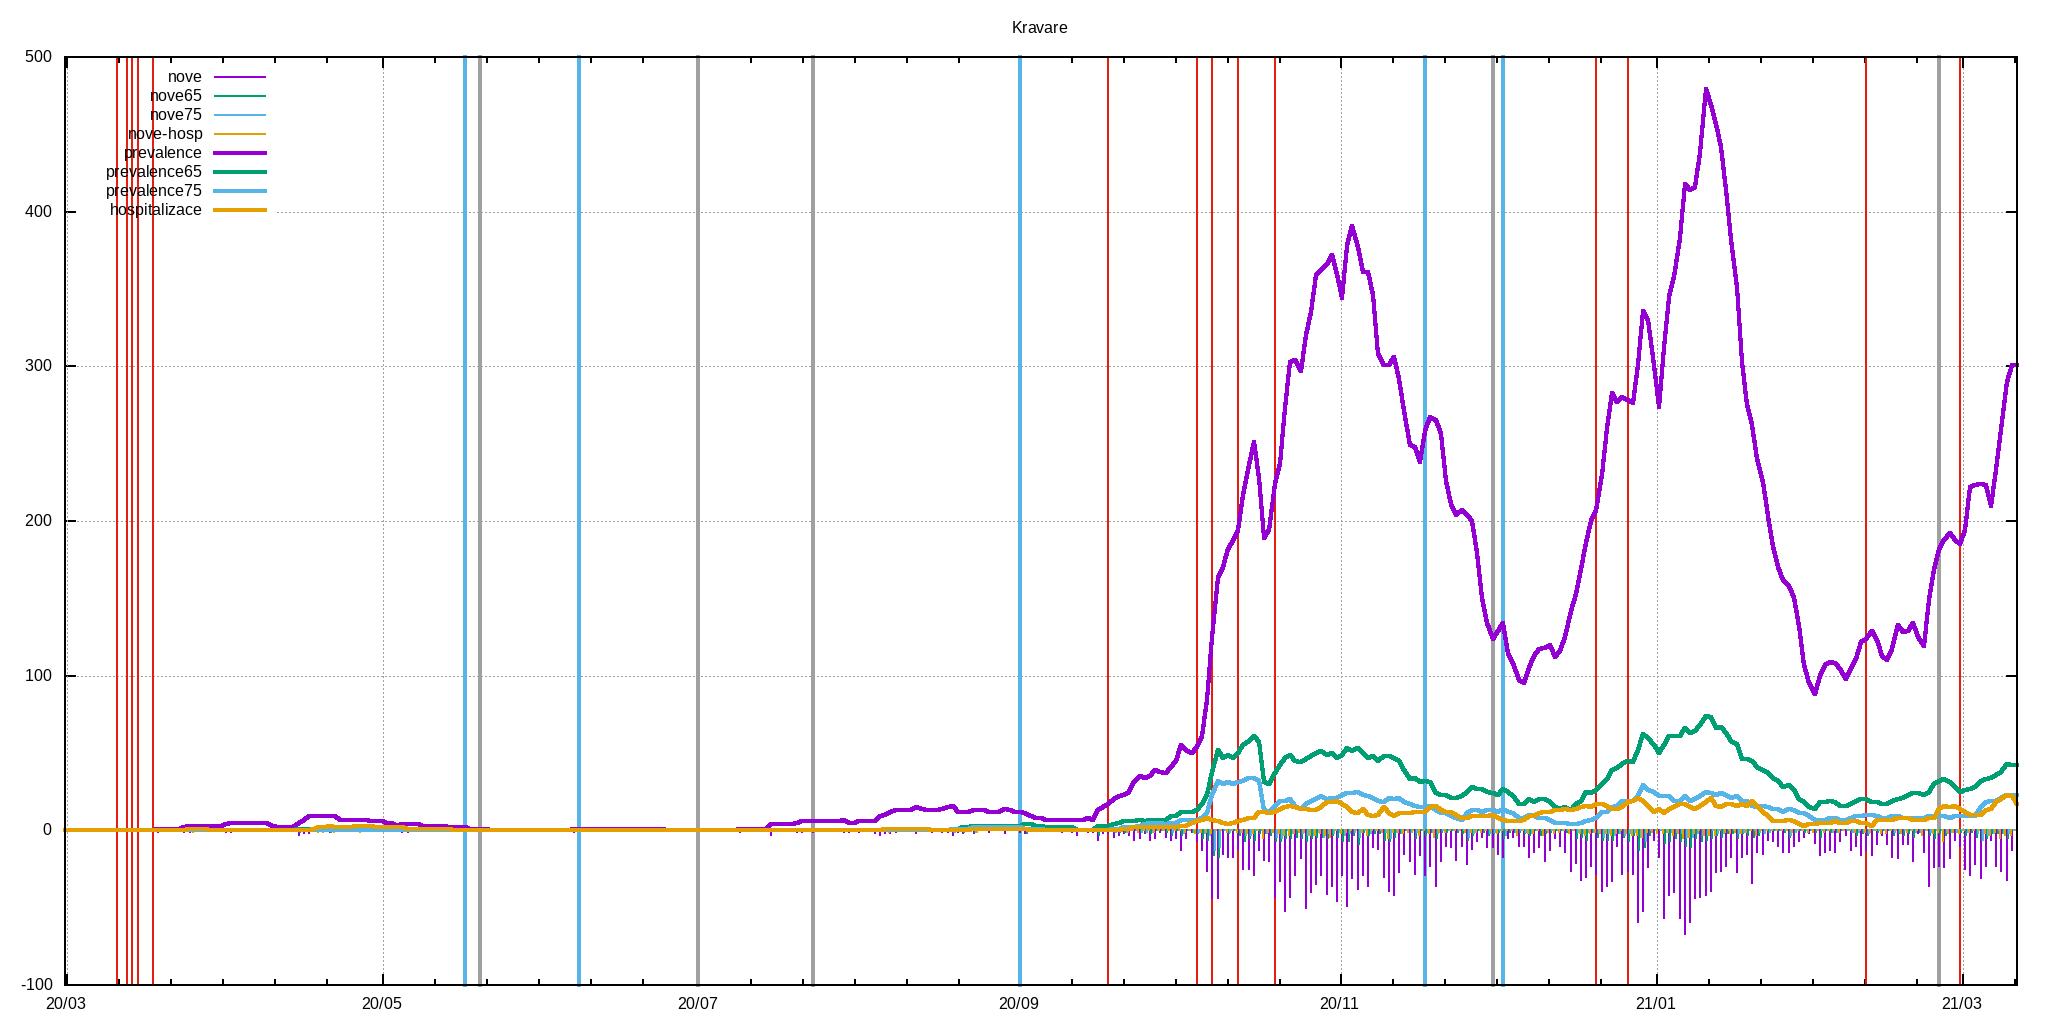 Kravare
500
nove
nove65
nove75
nove-hosp
prevalence
prevalence65
prevalence75
hospitalizace
400
300
200
100
0
-100
20/03 20/05 20/07 20/09 20/11 21/01 21/03